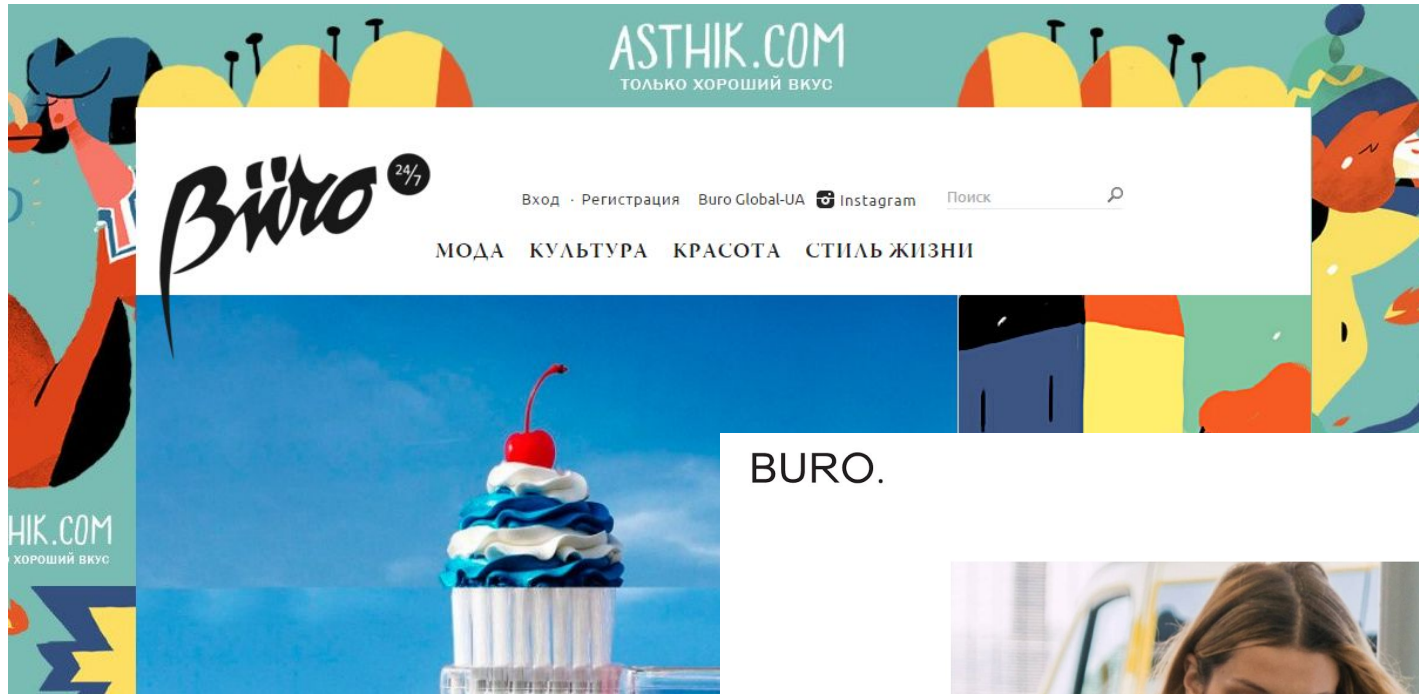 ASTHIK.COM
ТОЛЬКО ХОРОШИЙ ВКУС
Büro 24/7
Вход · Регистрация Buro Global-UA Instagram Поиск
МОДА КУЛЬТУРА КРАСОТА СТИЛЬ ЖИЗНИ
BURO.
HIK.COM
ХОРОШИЙ ВКУС